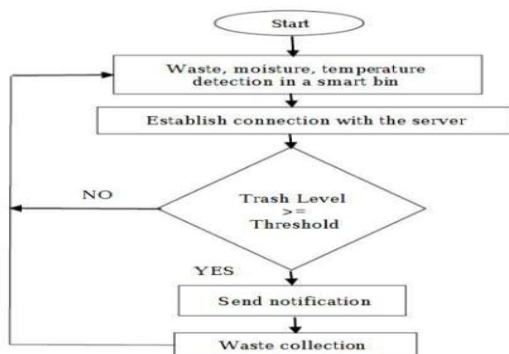 Start
Waste, moisture, temperature
detection in a smart bin
Establish connection with the server
NO
Trash Level
>=
Threshold
YES
Send notification
Waste collection